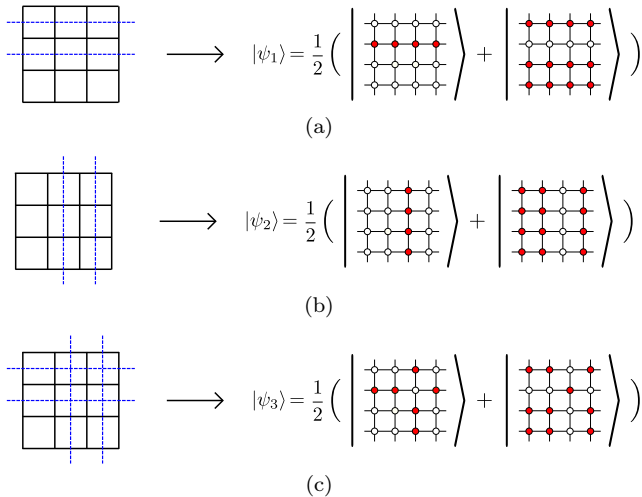 |ψ₁⟩ = 1/2 ( | ⟩ + | ⟩ )
(a)
|ψ₂⟩ = 1/2 ( | ⟩ + | ⟩ )
(b)
|ψ₃⟩ = 1/2 ( | ⟩ + | ⟩ )
(c)